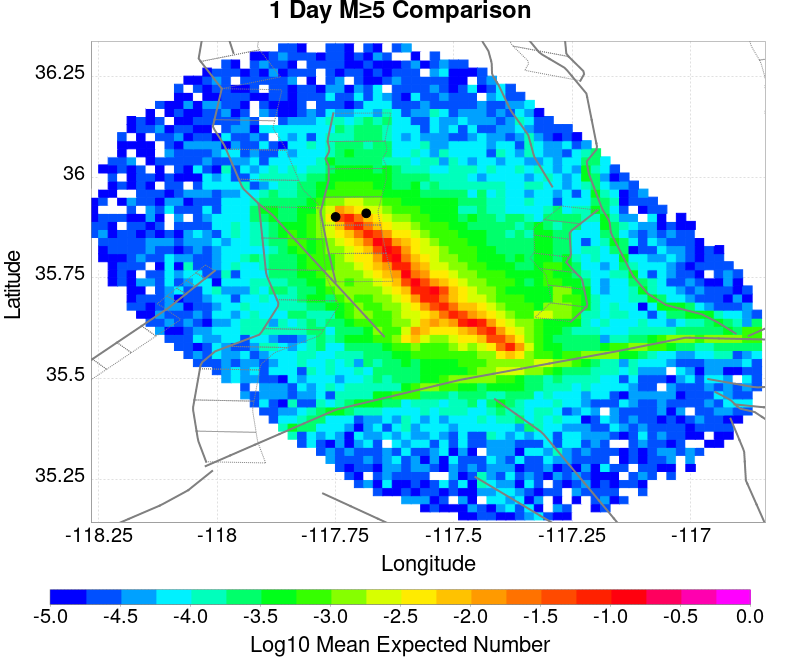 1 Day M≥5 Comparison
36.25
36
35.75
35.5
35.25
Latitude
-118.25 -118 -117.75 -117.5 -117.25 -117
Longitude
-5.0 -4.5 -4.0 -3.5 -3.0 -2.5 -2.0 -1.5 -1.0 -0.5 0.0
Log10 Mean Expected Number